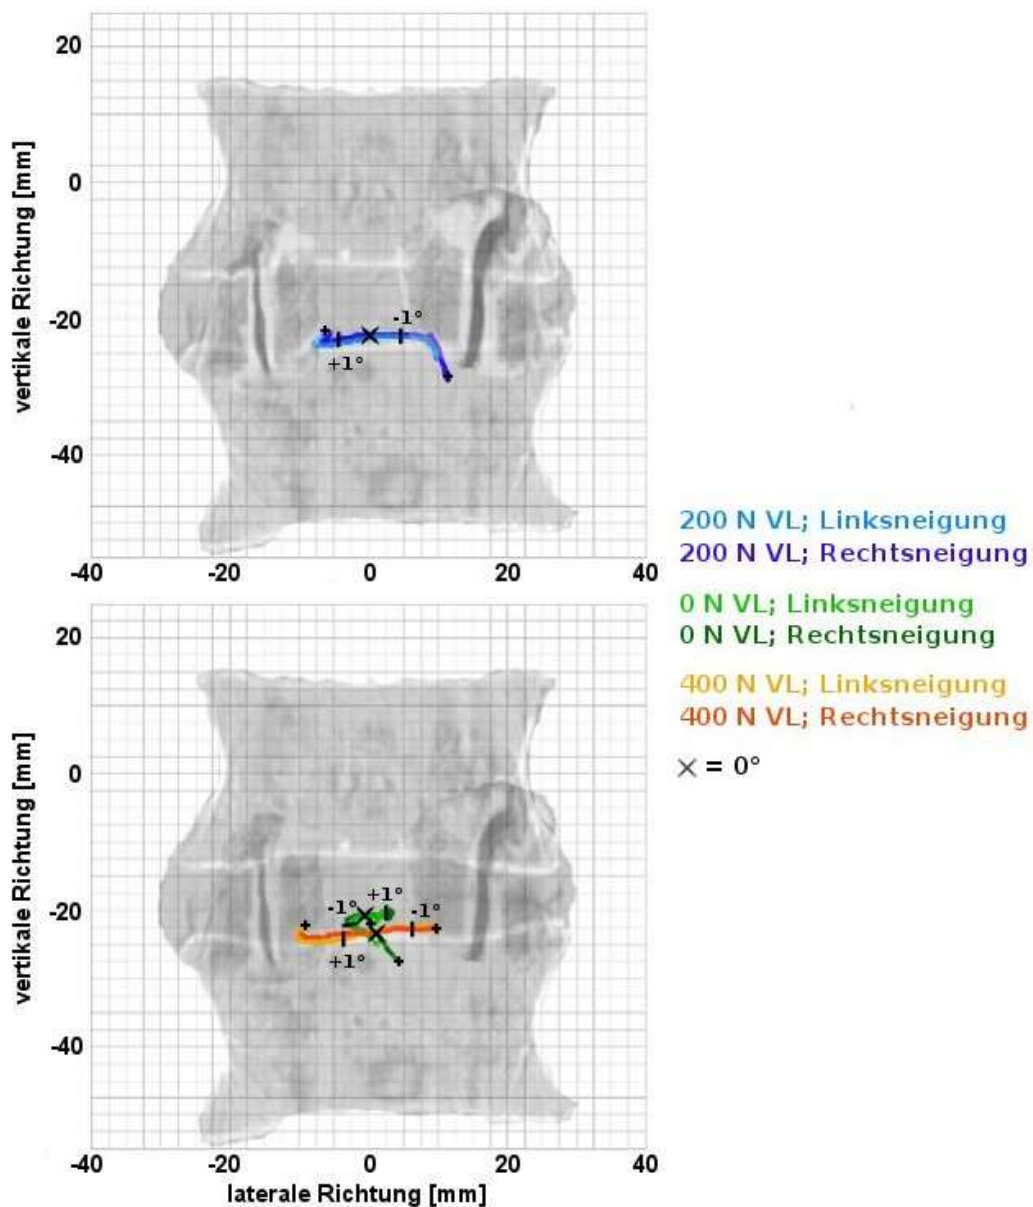 20
0
-20
-40
vertikale Richtung [mm]
-1°
+1°
-40
-20
0
20
40
200 N VL; Linksneigung
200 N VL; Rechtsneigung
0 N VL; Linksneigung
0 N VL; Rechtsneigung
400 N VL; Linksneigung
400 N VL; Rechtsneigung
× = 0°
20
0
-20
-40
vertikale Richtung [mm]
-1°
+1°
-1°
+1°
-40
-20
0
20
40
laterale Richtung [mm]